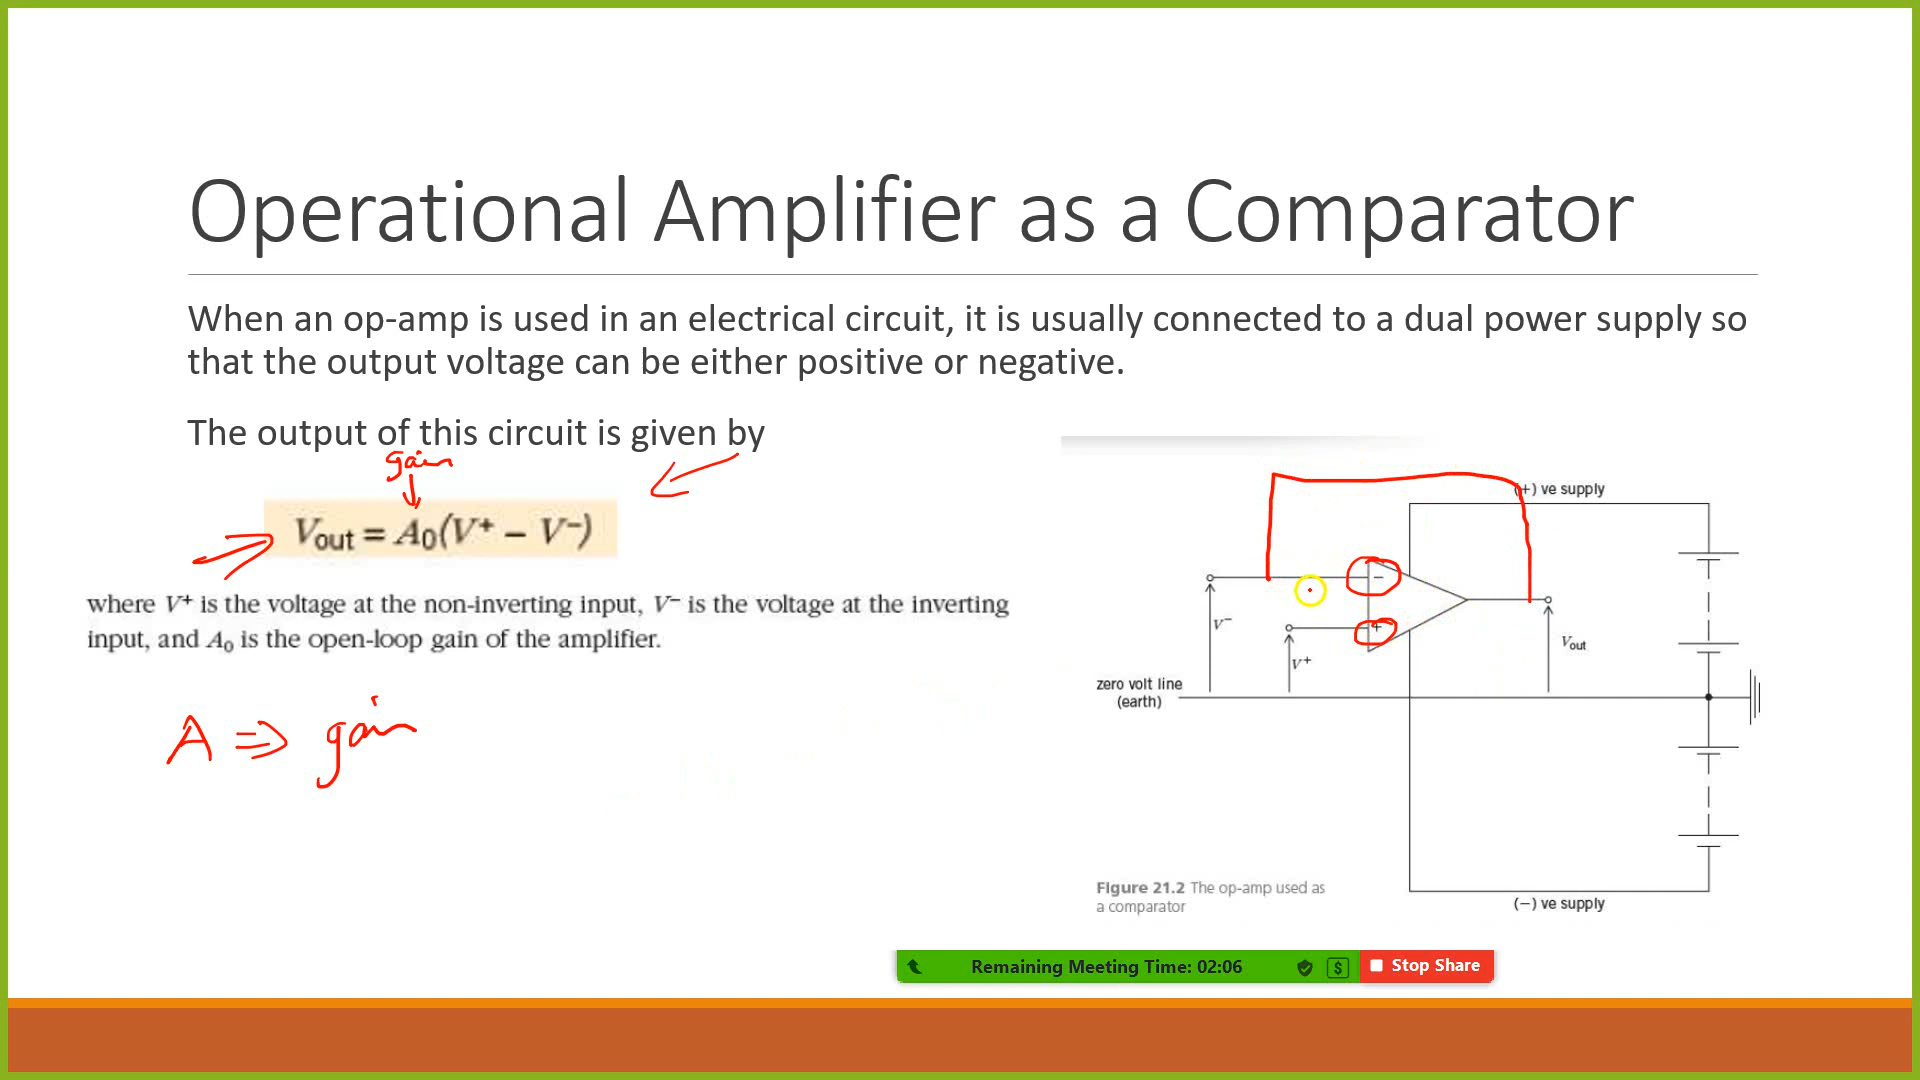 Operational Amplifier as a Comparator
When an op-amp is used in an electrical circuit, it is usually connected to a dual power supply so
that the output voltage can be either positive or negative.
The output of this circuit is given by
gain
Vout = A0(V+ – V–)
where V+ is the voltage at the non-inverting input, V– is the voltage at the inverting
input, and A0 is the open-loop gain of the amplifier.
A ⇒ gain
(+) ve supply
–
+
V–
V+
Vout
zero volt line
(earth)
(−) ve supply
Figure 21.2 The op-amp used as
a comparator
Remaining Meeting Time: 02:06
$
Stop Share